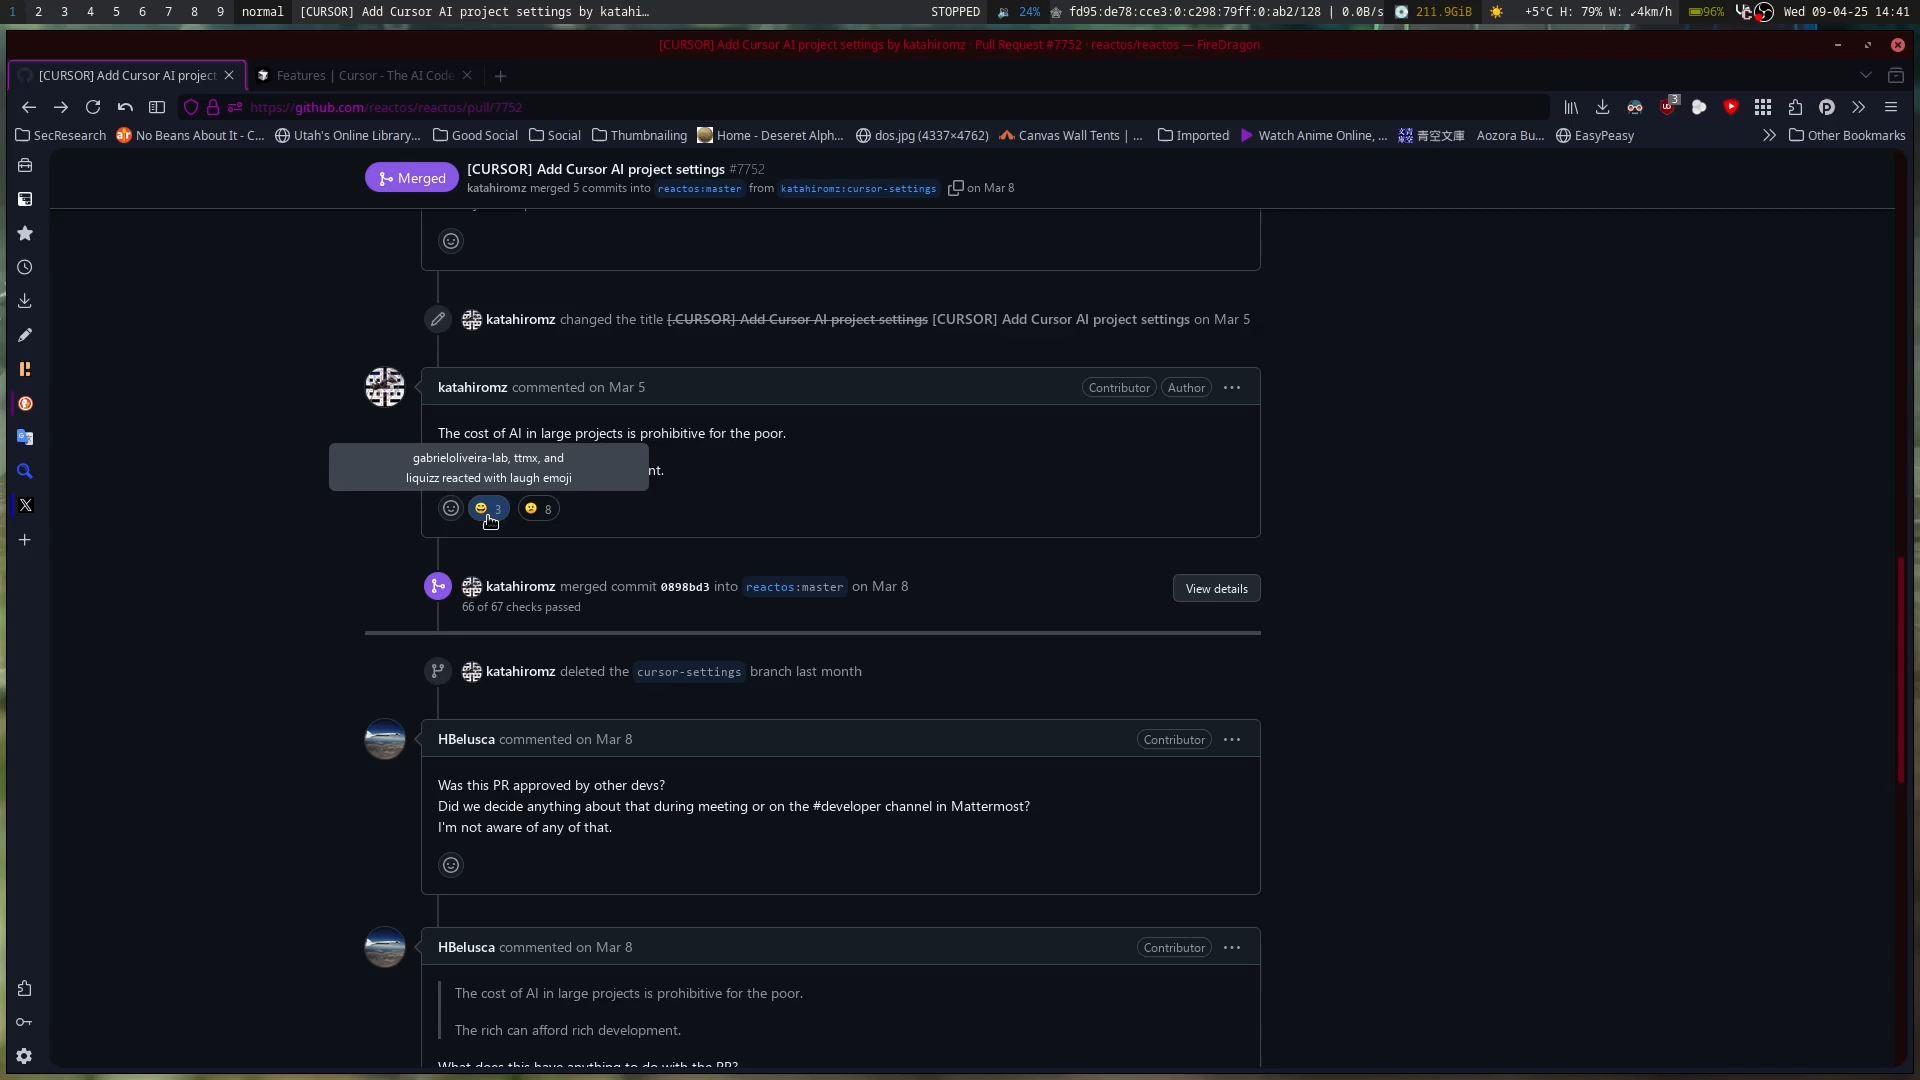 1 2 3 4 5 6 7 8 9 normal [CURSOR] Add Cursor AI project settings by katahi… STOPPED 24% fd95:de78:cce3:0:c298:79ff:0:ab2/128 | 0.0B/s 211.9GiB +5°C H: 79% W: ↙4km/h 96% Wed 09-04-25 14:41
[CURSOR] Add Cursor AI project settings by katahiromz · Pull Request #7752 · reactos/reactos — FireDragon
[CURSOR] Add Cursor AI project Features | Cursor - The AI Code
https://github.com/reactos/reactos/pull/7752 3
SecResearch No Beans About It - C... Utah's Online Library... Good Social Social Thumbnailing Home - Deseret Alph... dos.jpg (4337×4762) Canvas Wall Tents | ... Imported Watch Anime Online, ... 青空文庫 Aozora Bu... EasyPeasy Other Bookmarks
Merged
[CURSOR] Add Cursor AI project settings #7752
katahiromz merged 5 commits into reactos:master from katahiromz:cursor-settings on Mar 8
katahiromz changed the title [.CURSOR] Add Cursor AI project settings [CURSOR] Add Cursor AI project settings on Mar 5
katahiromz commented on Mar 5 Contributor Author
The cost of AI in large projects is prohibitive for the poor.
gabrieloliveira-lab, ttmx, and
liquizz reacted with laugh emoji
nt.
3 8
katahiromz merged commit 0898bd3 into reactos:master on Mar 8 View details
66 of 67 checks passed
katahiromz deleted the cursor-settings branch last month
HBelusca commented on Mar 8 Contributor
Was this PR approved by other devs?
Did we decide anything about that during meeting or on the #developer channel in Mattermost?
I'm not aware of any of that.
HBelusca commented on Mar 8 Contributor
The cost of AI in large projects is prohibitive for the poor.
The rich can afford rich development.
What does this have anything to do with the PR?